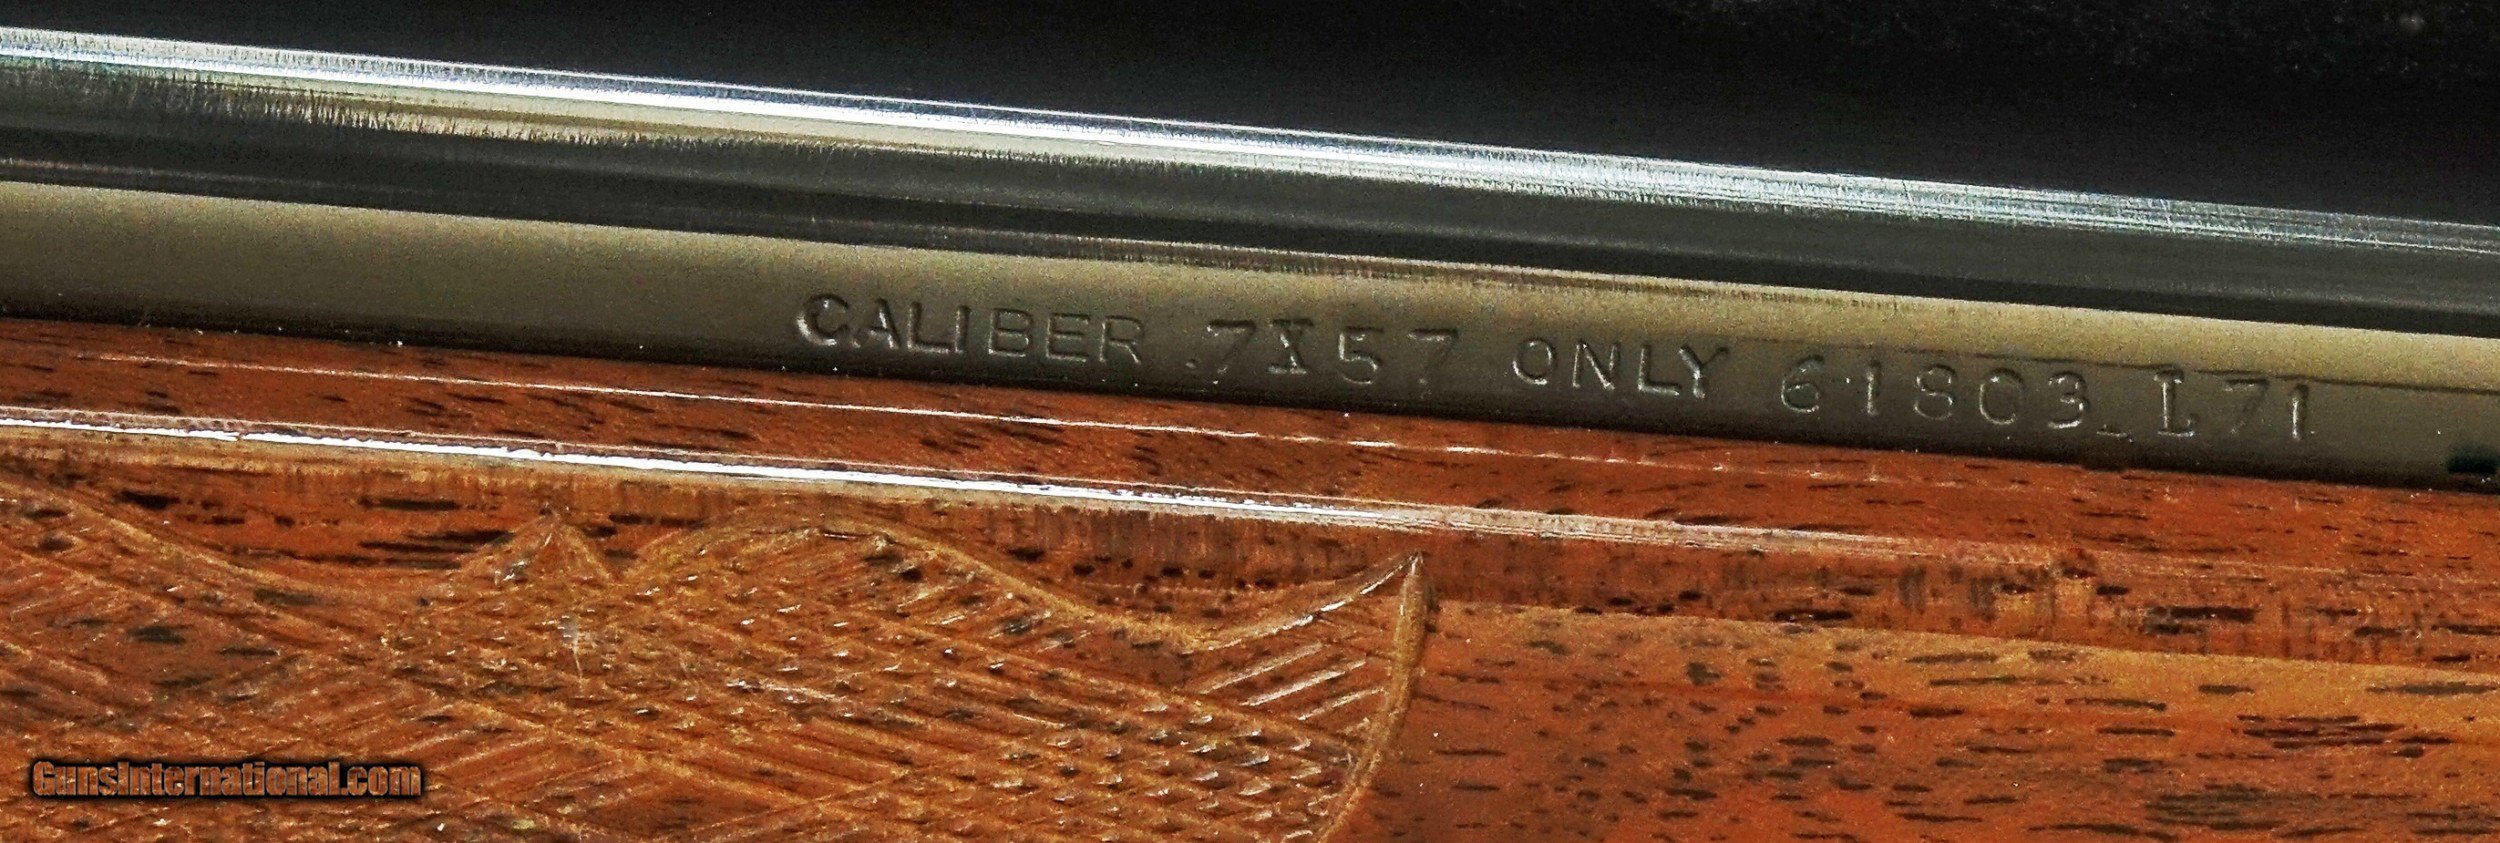 CALIBER .7X57 ONLY 61803 L71
GunsInternational.com